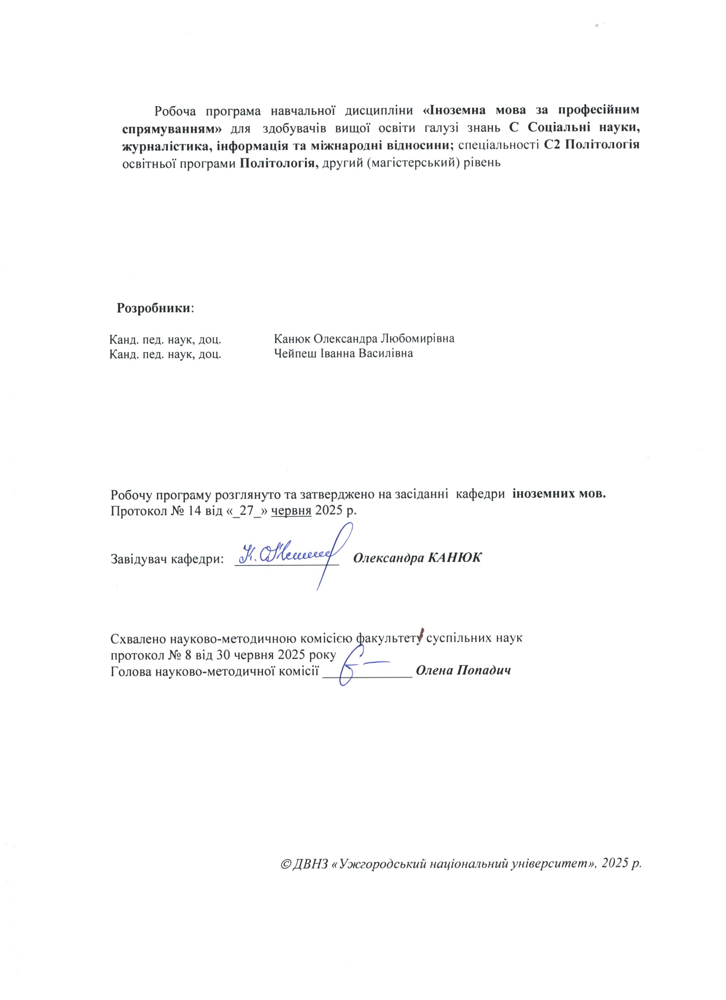 Робоча програма навчальної дисципліни «Іноземна мова за професійним
спрямуванням» для здобувачів вищої освіти галузі знань С Соціальні науки,
журналістика, інформація та міжнародні відносини; спеціальності С2 Політологія
освітньої програми Політологія, другий (магістерський) рівень
Розробники:
Канд. пед. наук, доц. Канюк Олександра Любомирівна
Канд. пед. наук, доц. Чейпеш Іванна Василівна
Робочу програму розглянуто та затверджено на засіданні кафедри іноземних мов.
Протокол № 14 від «_27_» червня 2025 р.
Завідувач кафедри: Олександра КАНЮК
Схвалено науково-методичною комісією факультету суспільних наук
протокол № 8 від 30 червня 2025 року
Голова науково-методичної комісії ______________ Олена Попадич
© ДВНЗ «Ужгородський національний університет», 2025 р.